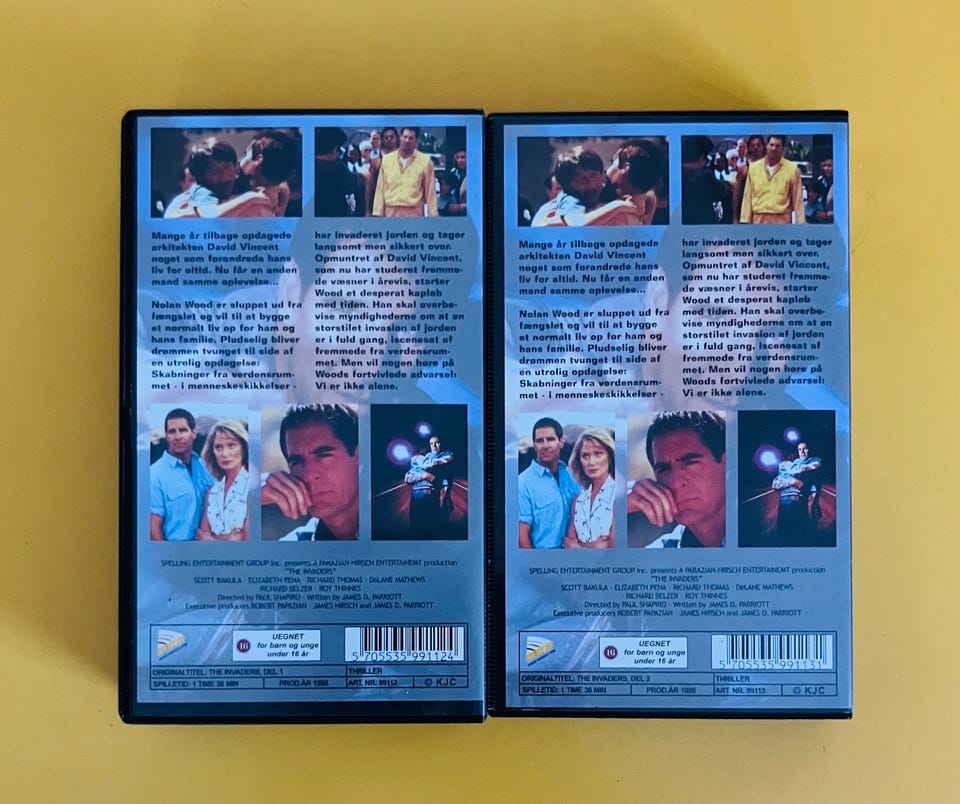 Mange år tilbage opdagede
arkitekten David Vincent
noget som forandrede hans
liv for altid. Nu får en anden
mand samme oplevelse...
Nolan Wood er sluppet ud fra
fængslet og vil til at bygge
et normalt liv op for ham og
hans familie. Pludselig bliver
drømmen tvunget til side af
en utrolig opdagelse:
Skabninger fra verdensrum-
met - i menneskeskikkelser -
har invaderet jorden og tager
langsomt men sikkert over.
Opmuntret af David Vincent,
som nu har studeret fremme-
de væsner i årevis, starter
Wood et desperat kapløb
med tiden. Han skal overbe-
vise myndighederne om at en
storstilet invasion af jorden
er i fuld gang, iscenesat af
fremmede fra verdensrum-
met. Men vil nogen høre på
Woods fortvivlede advarsel:
Vi er ikke alene.
SPELLING ENTERTAINMENT GROUP Inc. presents A PAPAZIAN-HIRSCH ENTERTAINEMT production
"THE INVADERS"
SCOTT BAKULA - ELIZABETH PENA - RICHARD THOMAS - DeLANE MATHEWS
RICHARD BELZER - ROY THINNES
Directed by PAUL SHAPIRO - Written by JAMES D. PARRIOTT
Executive producers ROBERT PAPAZIAN - JAMES HIRSCH and JAMES D. PARRIOTT
16
UEGNET
for børn og unge
under 16 år
5 705535 991124
ORIGINALTITEL: THE INVADERS, DEL 1
THRILLER
SPILLETID: 1 TIME 36 MIN
PROD.ÅR 1995
ART. NR: 99112
© KJC
Mange år tilbage opdagede
arkitekten David Vincent
noget som forandrede hans
liv for altid. Nu får en anden
mand samme oplevelse...
Nolan Wood er sluppet ud fra
fængslet og vil til at bygge
et normalt liv op for ham og
hans familie. Pludselig bliver
drømmen tvunget til side af
en utrolig opdagelse:
Skabninger fra verdensrum-
met - i menneskeskikkelser -
har invaderet jorden og tager
langsomt men sikkert over.
Opmuntret af David Vincent,
som nu har studeret fremme-
de væsner i årevis, starter
Wood et desperat kapløb
med tiden. Han skal overbe-
vise myndighederne om at en
storstilet invasion af jorden
er i fuld gang, iscenesat af
fremmede fra verdensrum-
met. Men vil nogen høre på
Woods fortvivlede advarsel:
Vi er ikke alene.
SPELLING ENTERTAINMENT GROUP Inc. presents A PAPAZIAN-HIRSCH ENTERTAINEMT production
"THE INVADERS"
SCOTT BAKULA - ELIZABETH PENA - RICHARD THOMAS - DeLANE MATHEWS
RICHARD BELZER - ROY THINNES
Directed by PAUL SHAPIRO - Written by JAMES D. PARRIOTT
Executive producers ROBERT PAPAZIAN - JAMES HIRSCH and JAMES D. PARRIOTT
16
UEGNET
for børn og unge
under 16 år
5 705535 991131
ORIGINALTITEL: THE INVADERS, DEL 2
THRILLER
SPILLETID: 1 TIME 36 MIN
PROD.ÅR 1995
ART. NR: 99113
© KJC